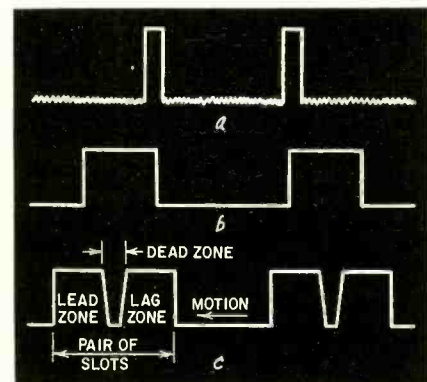 a
b
DEAD ZONE
LEAD LAG MOTION
ZONE ZONE
PAIR OF
SLOTS
c